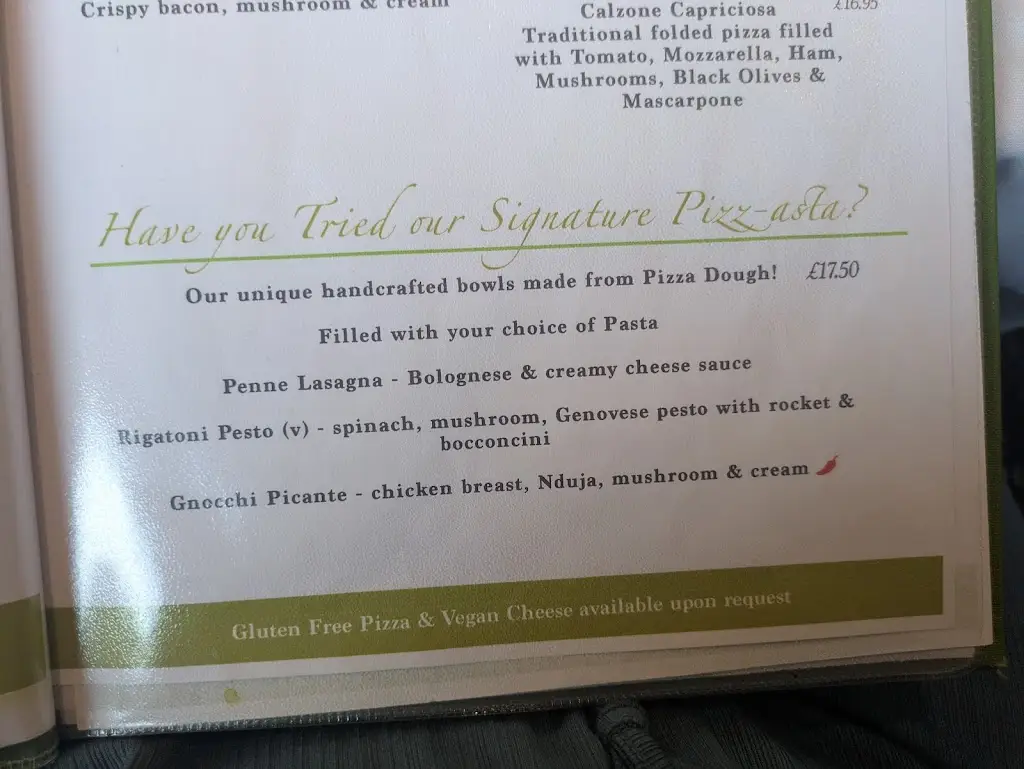 Crispy bacon, mushroom & cream
Calzone Capriciosa £16.95
Traditional folded pizza filled
with Tomato, Mozzarella, Ham,
Mushrooms, Black Olives &
Mascarpone
Have you Tried our Signature Pizz-asta?
Our unique handcrafted bowls made from Pizza Dough! £17.50
Filled with your choice of Pasta
Penne Lasagna - Bolognese & creamy cheese sauce
Rigatoni Pesto (v) - spinach, mushroom, Genovese pesto with rocket &
bocconcini
Gnocchi Picante - chicken breast, Nduja, mushroom & cream
Gluten Free Pizza & Vegan Cheese available upon request